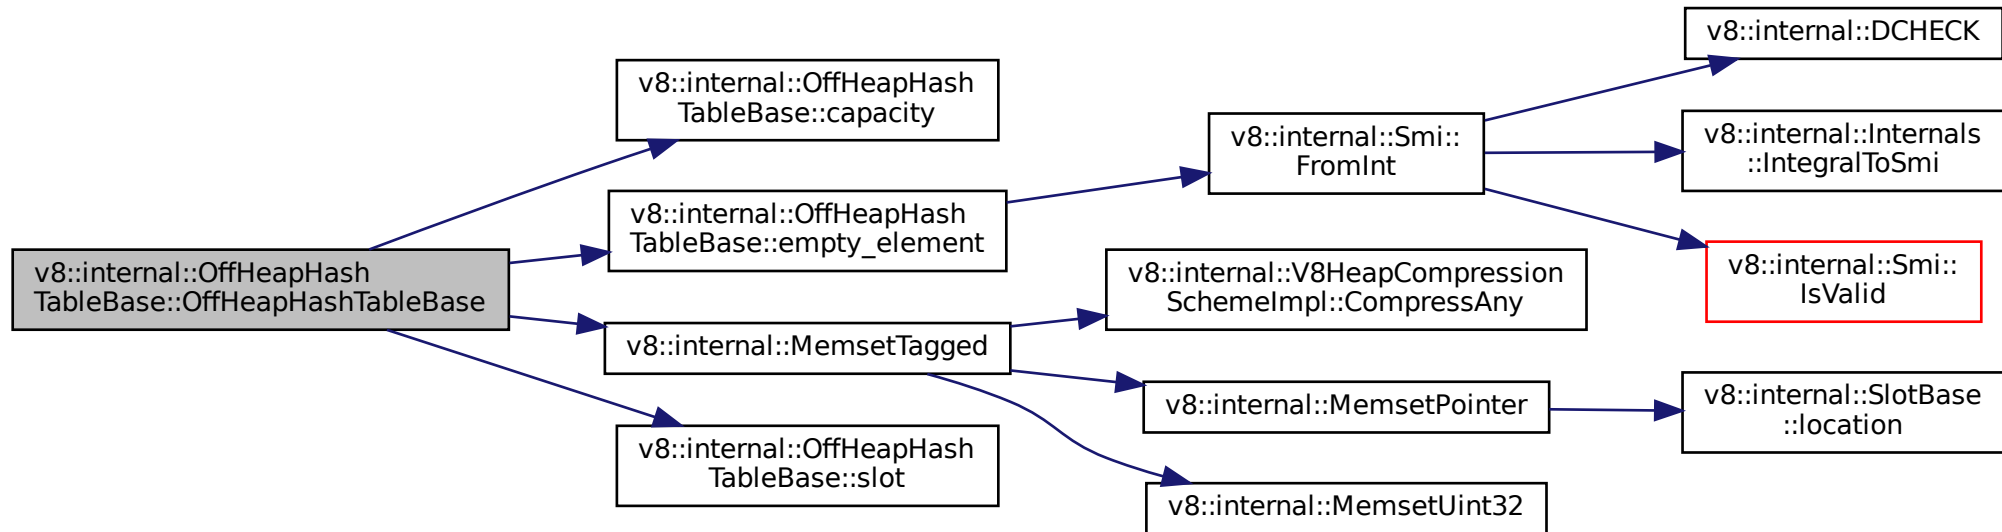 v8::internal::OffHeapHash
TableBase::OffHeapHashTableBase
v8::internal::OffHeapHash
TableBase::capacity
v8::internal::OffHeapHash
TableBase::empty_element
v8::internal::MemsetTagged
v8::internal::OffHeapHash
TableBase::slot
v8::internal::Smi::
FromInt
v8::internal::V8HeapCompression
SchemeImpl::CompressAny
v8::internal::MemsetPointer
v8::internal::MemsetUint32
v8::internal::DCHECK
v8::internal::Internals
::IntegralToSmi
v8::internal::Smi::
IsValid
v8::internal::SlotBase
::location